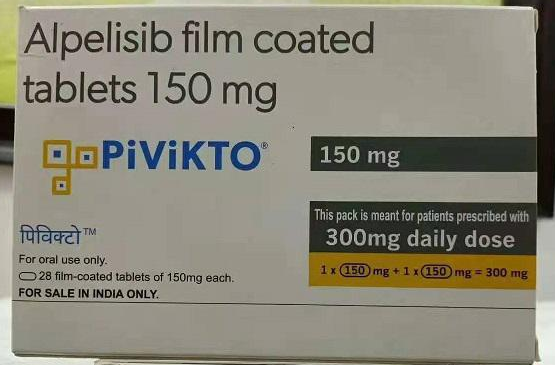 Alpelisib film coated
tablets 150 mg
PiViKTO®
150 mg
This pack is meant for patients prescribed with
300mg daily dose
1 x 150 mg + 1 x 150 mg = 300 mg
पिविक्टो™
For oral use only.
28 film-coated tablets of 150mg each.
FOR SALE IN INDIA ONLY.